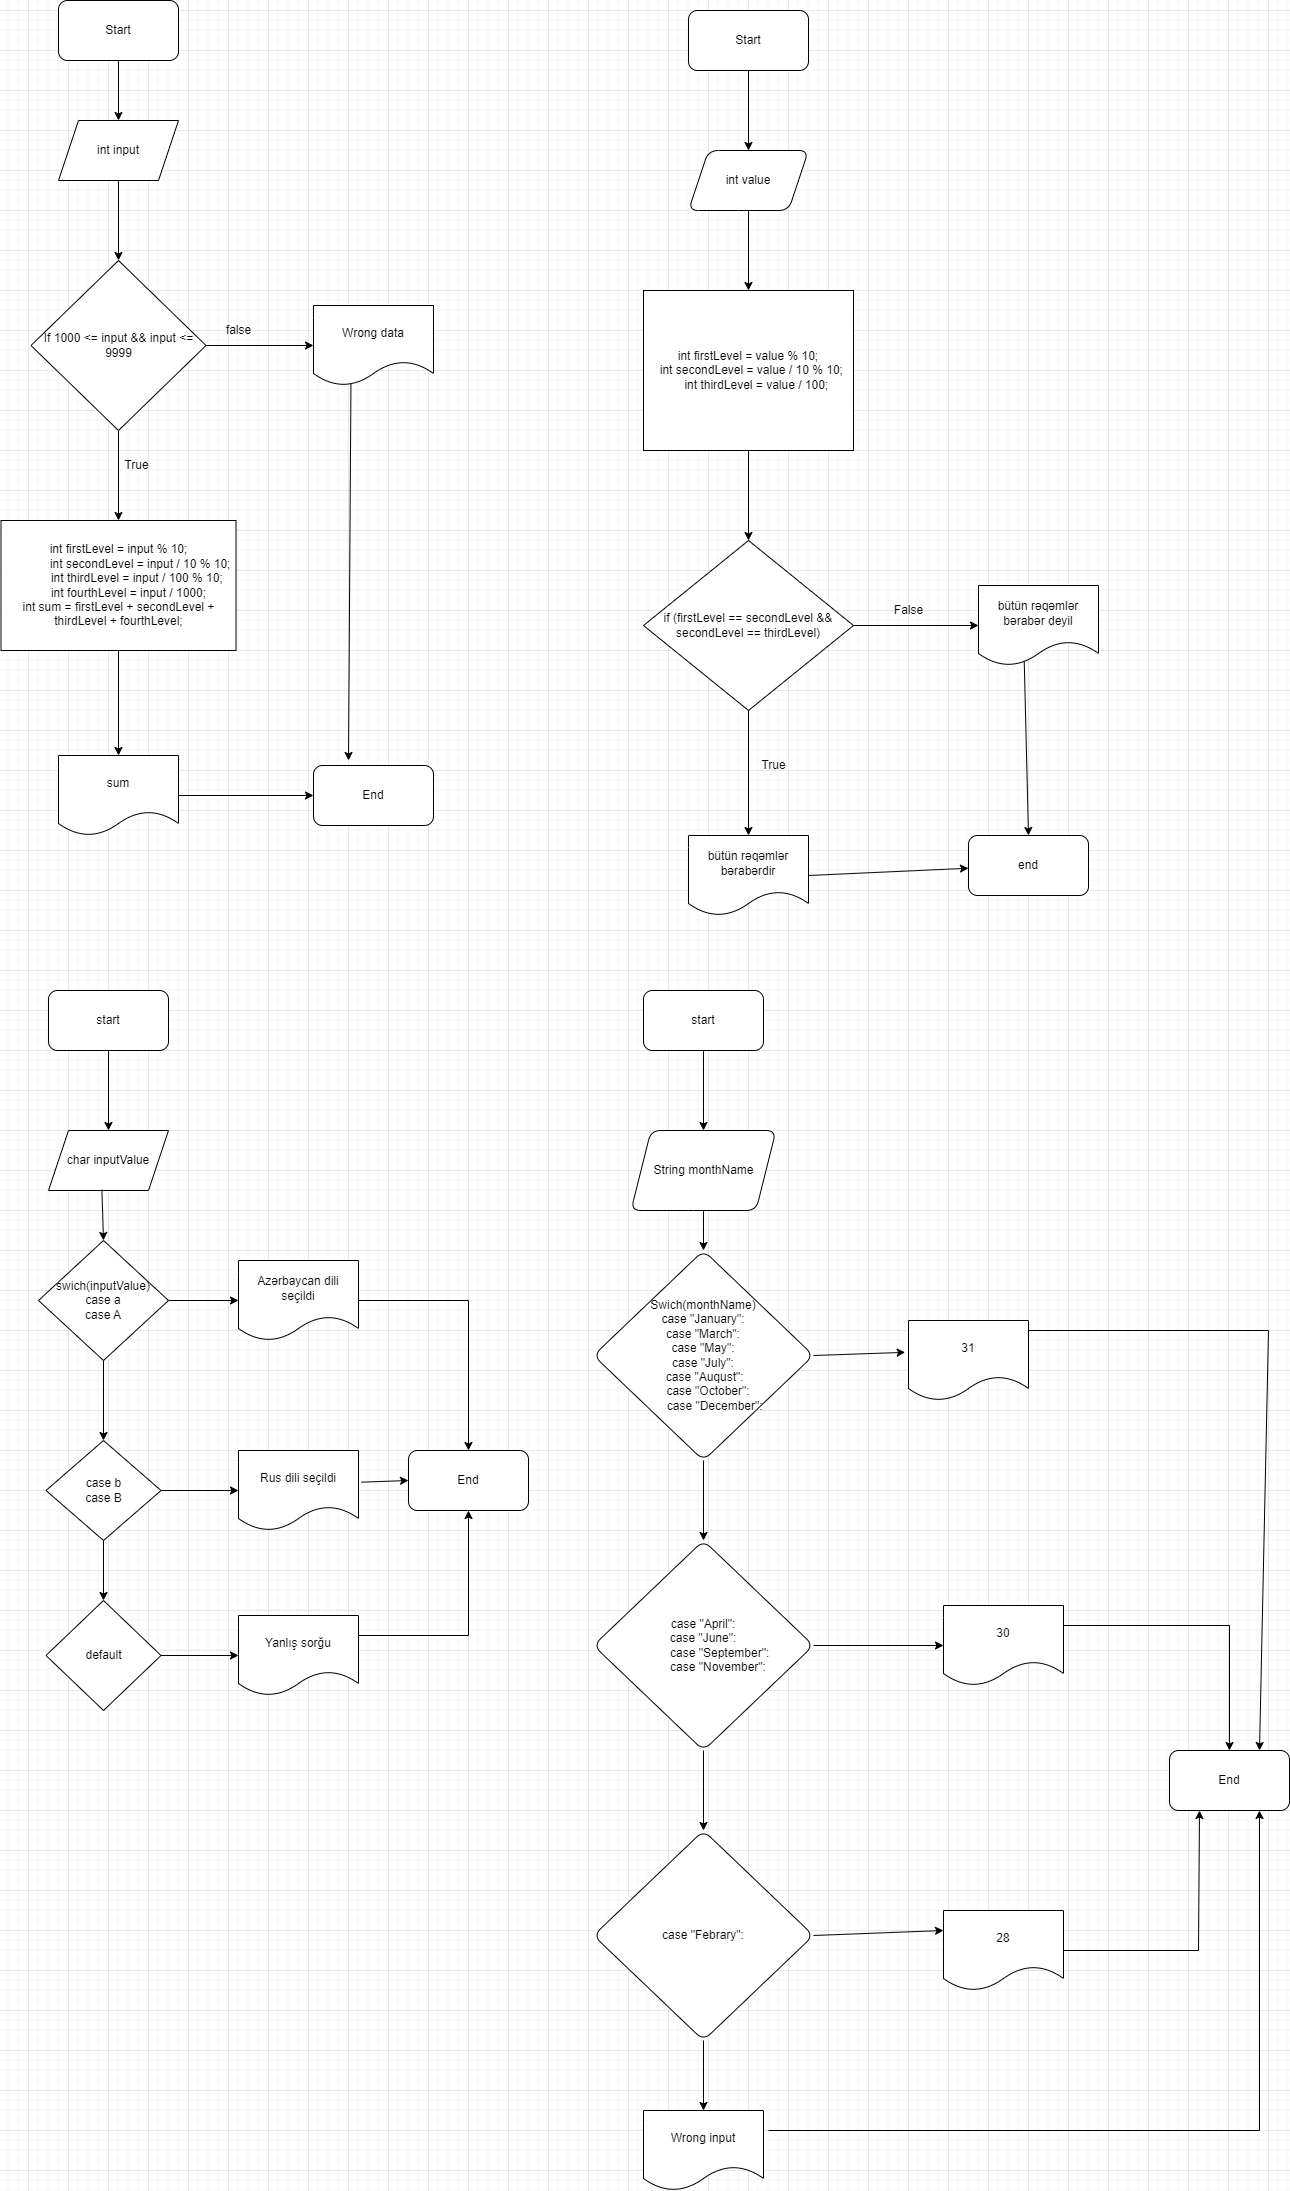 Start
int input
If 1000 <= input && input <=
9999
false
Wrong data
True
int firstLevel = input % 10;
int secondLevel = input / 10 % 10;
int thirdLevel = input / 100 % 10;
int fourthLevel = input / 1000;
int sum = firstLevel + secondLevel +
thirdLevel + fourthLevel;
sum
End
Start
int value
int firstLevel = value % 10;
int secondLevel = value / 10 % 10;
int thirdLevel = value / 100;
if (firstLevel == secondLevel &&
secondLevel == thirdLevel)
False
bütün rəqəmlər
bərabər deyil
True
bütün rəqəmlər
bərabərdir
end
start
char inputValue
swich(inputValue)
case a
case A
Azərbaycan dili
seçildi
case b
case B
Rus dili seçildi
End
default
Yanlış sorğu
start
String monthName
Swich(monthName)
case "January":
case "March":
case "May":
case "July":
case "Auqust":
case "October":
case "December":
31
case "April":
case "June":
case "September":
case "November":
30
End
case "Febrary":
28
Wrong input